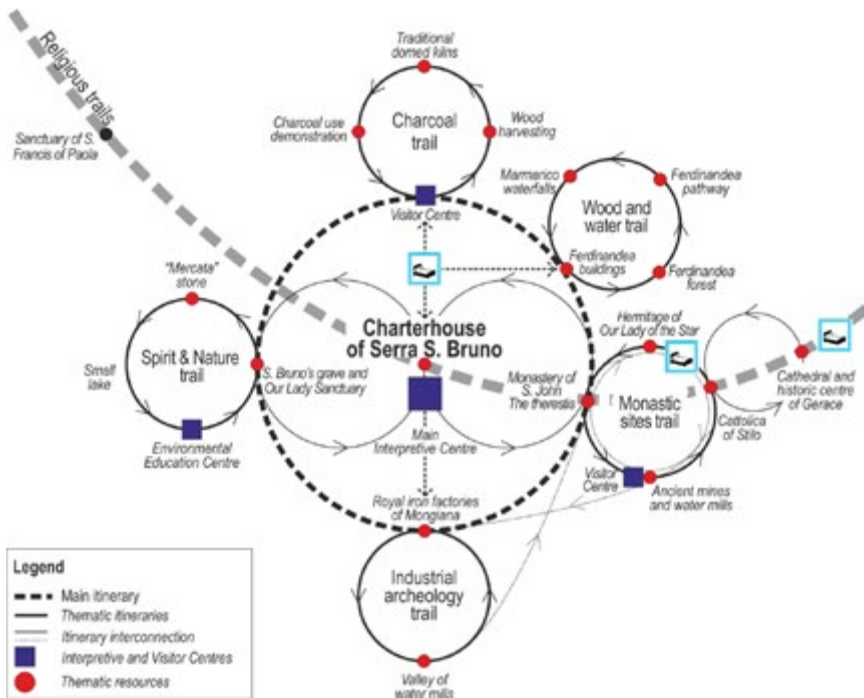 Religious trails
Sanctuary of S.
Francis of Paola
Traditional
domed kilns
Charcoal use
demonstration
Charcoal
trail
Wood
harvesting
Visitor Centre
Marmarico
waterfalls
Ferdinandea
pathway
Wood and
water trail
Ferdinandea
buildings
Ferdinandea
forest
"Mercata"
stone
Small
lake
Spirit & Nature
trail
Environmental
Education Centre
S. Bruno's grave and
Our Lady Sanctuary
Charterhouse
of Serra S. Bruno
Main
Interpretive Centre
Monastery of
S. John
The therestis
Hermitage of
Our Lady of the Star
Monastic
sites trail
Cattolica
of Stilo
Cathedral and
historic centre
of Gerace
Visitor
Centre
Ancient mines
and water mills
Royal iron factories
of Mongiana
Industrial
archeology
trail
Valley of
water mills
Legend
Main itinerary
Thematic itineraries
Itinerary interconnection
Interpretive and Visitor Centres
Thematic resources